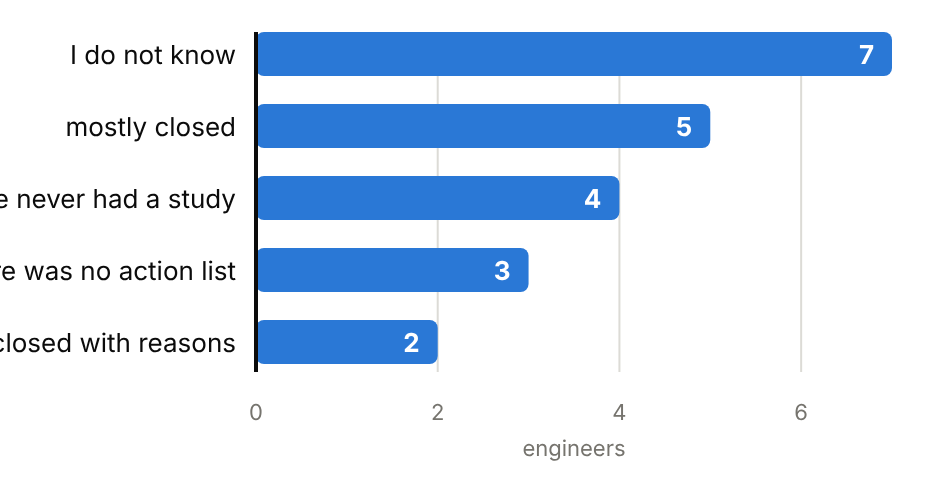 I do not know 7
mostly closed 5
never had a study 4
was no action list 3
closed with reasons 2
0 2 4 6
engineers